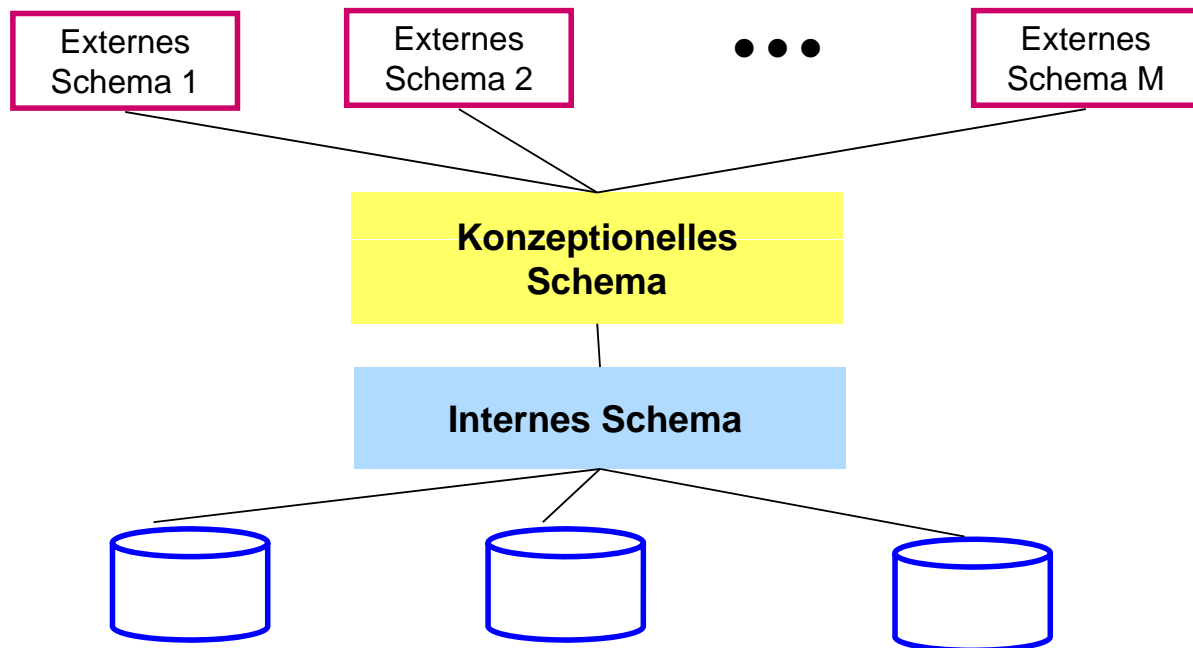 Externes
Schema 1
Externes
Schema 2
•••
Externes
Schema M
Konzeptionelles
Schema
Internes Schema